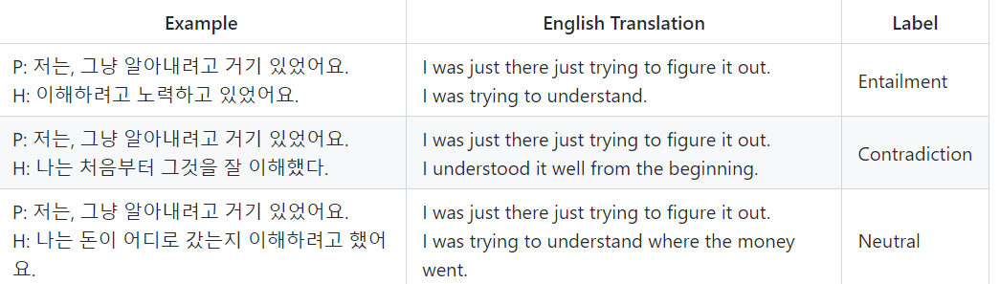 Example English Translation Label
P: 저는, 그냥 알아내려고 거기 있었어요. I was just there just trying to figure it out.
H: 이해하려고 노력하고 있었어요. I was trying to understand.
Entailment
P: 저는, 그냥 알아내려고 거기 있었어요. I was just there just trying to figure it out.
H: 나는 처음부터 그것을 잘 이해했다. I understood it well from the beginning.
Contradiction
P: 저는, 그냥 알아내려고 거기 있었어요. I was just there just trying to figure it out.
H: 나는 돈이 어디로 갔는지 이해하려고 했어 I was trying to understand where the money
요. went.
Neutral